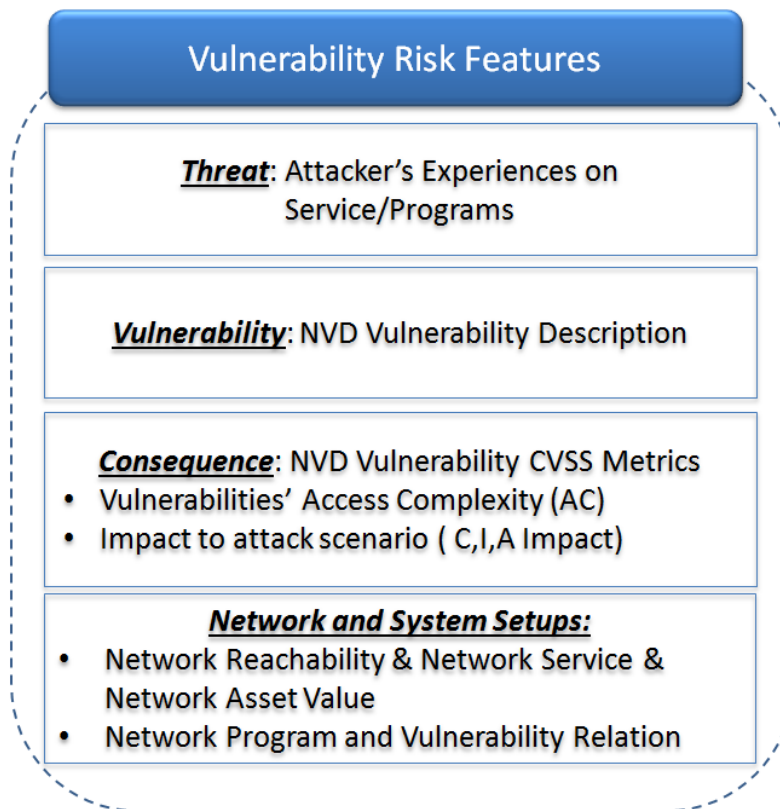 Vulnerability Risk Features
Threat: Attacker's Experiences on
Service/Programs
Vulnerability: NVD Vulnerability Description
Consequence: NVD Vulnerability CVSS Metrics
• Vulnerabilities' Access Complexity (AC)
• Impact to attack scenario ( C,I,A Impact)
Network and System Setups:
• Network Reachability & Network Service &
Network Asset Value
• Network Program and Vulnerability Relation